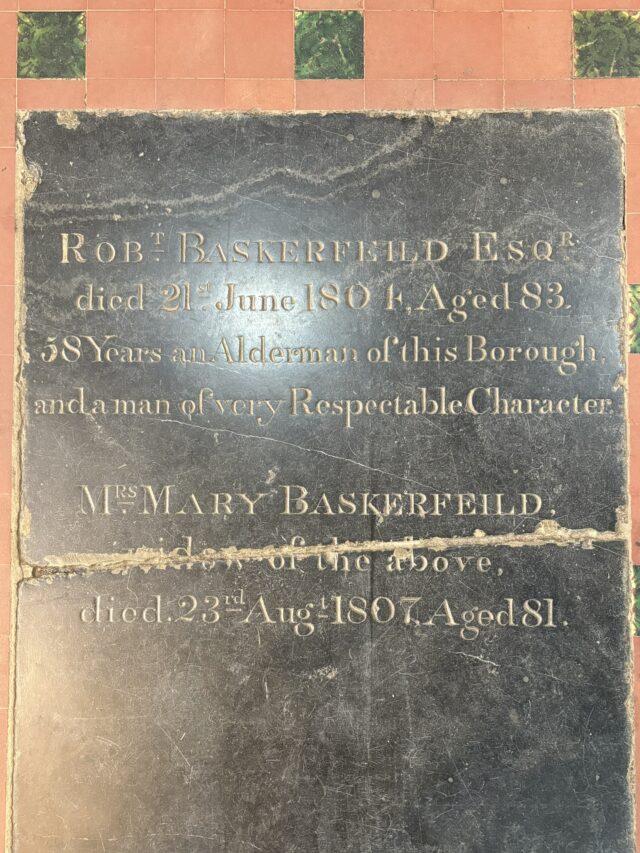 ROBT BASKERFEILD ESQR
died 21st June 1804, Aged 83.
58 Years an Alderman of this Borough,
and a man of very Respectable Character
MRS MARY BASKERFEILD,
widow of the above,
died. 23rd Augt 1807, Aged 81.